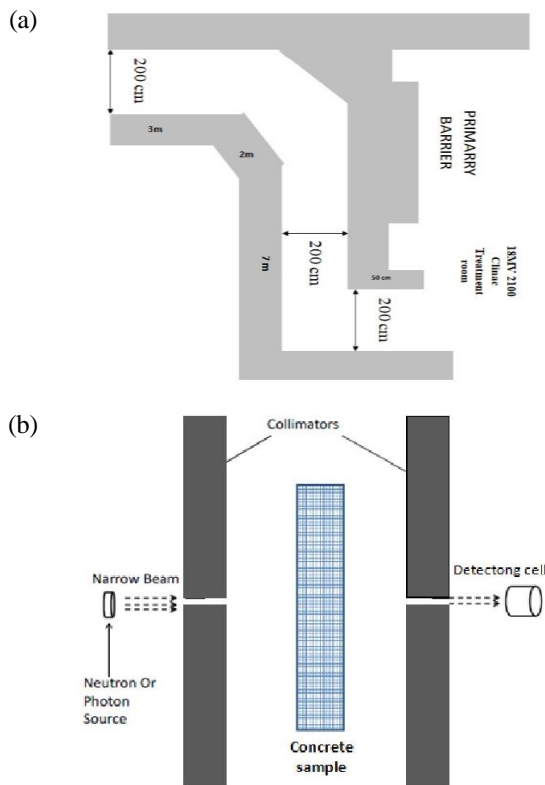 (a)
200 cm
3m
2m
PRIMARRY
BARRIER
7m
200 cm
50 cm
200 cm
18MV 2100
Clinac
Treatment
room
(b)
Collimators
Narrow Beam
Detectong cell
Neutron Or
Photon
Source
Concrete
sample